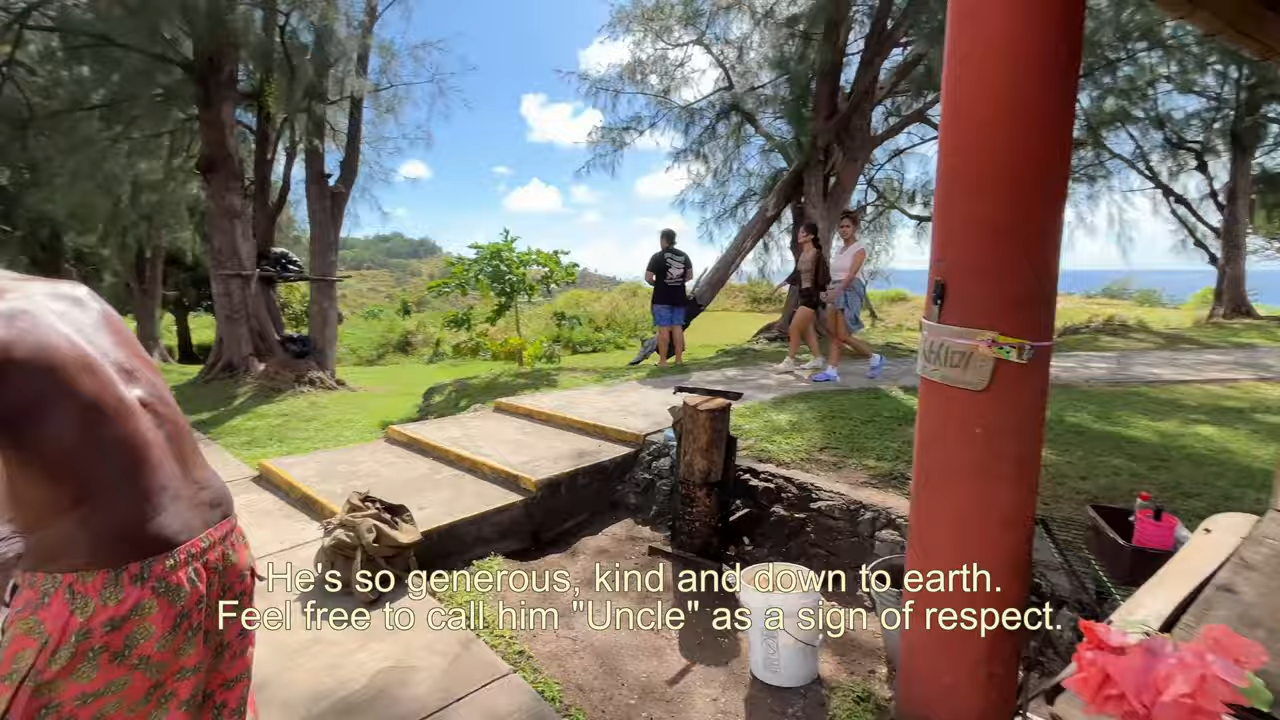 He's so generous, kind and down to earth.
Feel free to call him "Uncle" as a sign of respect.